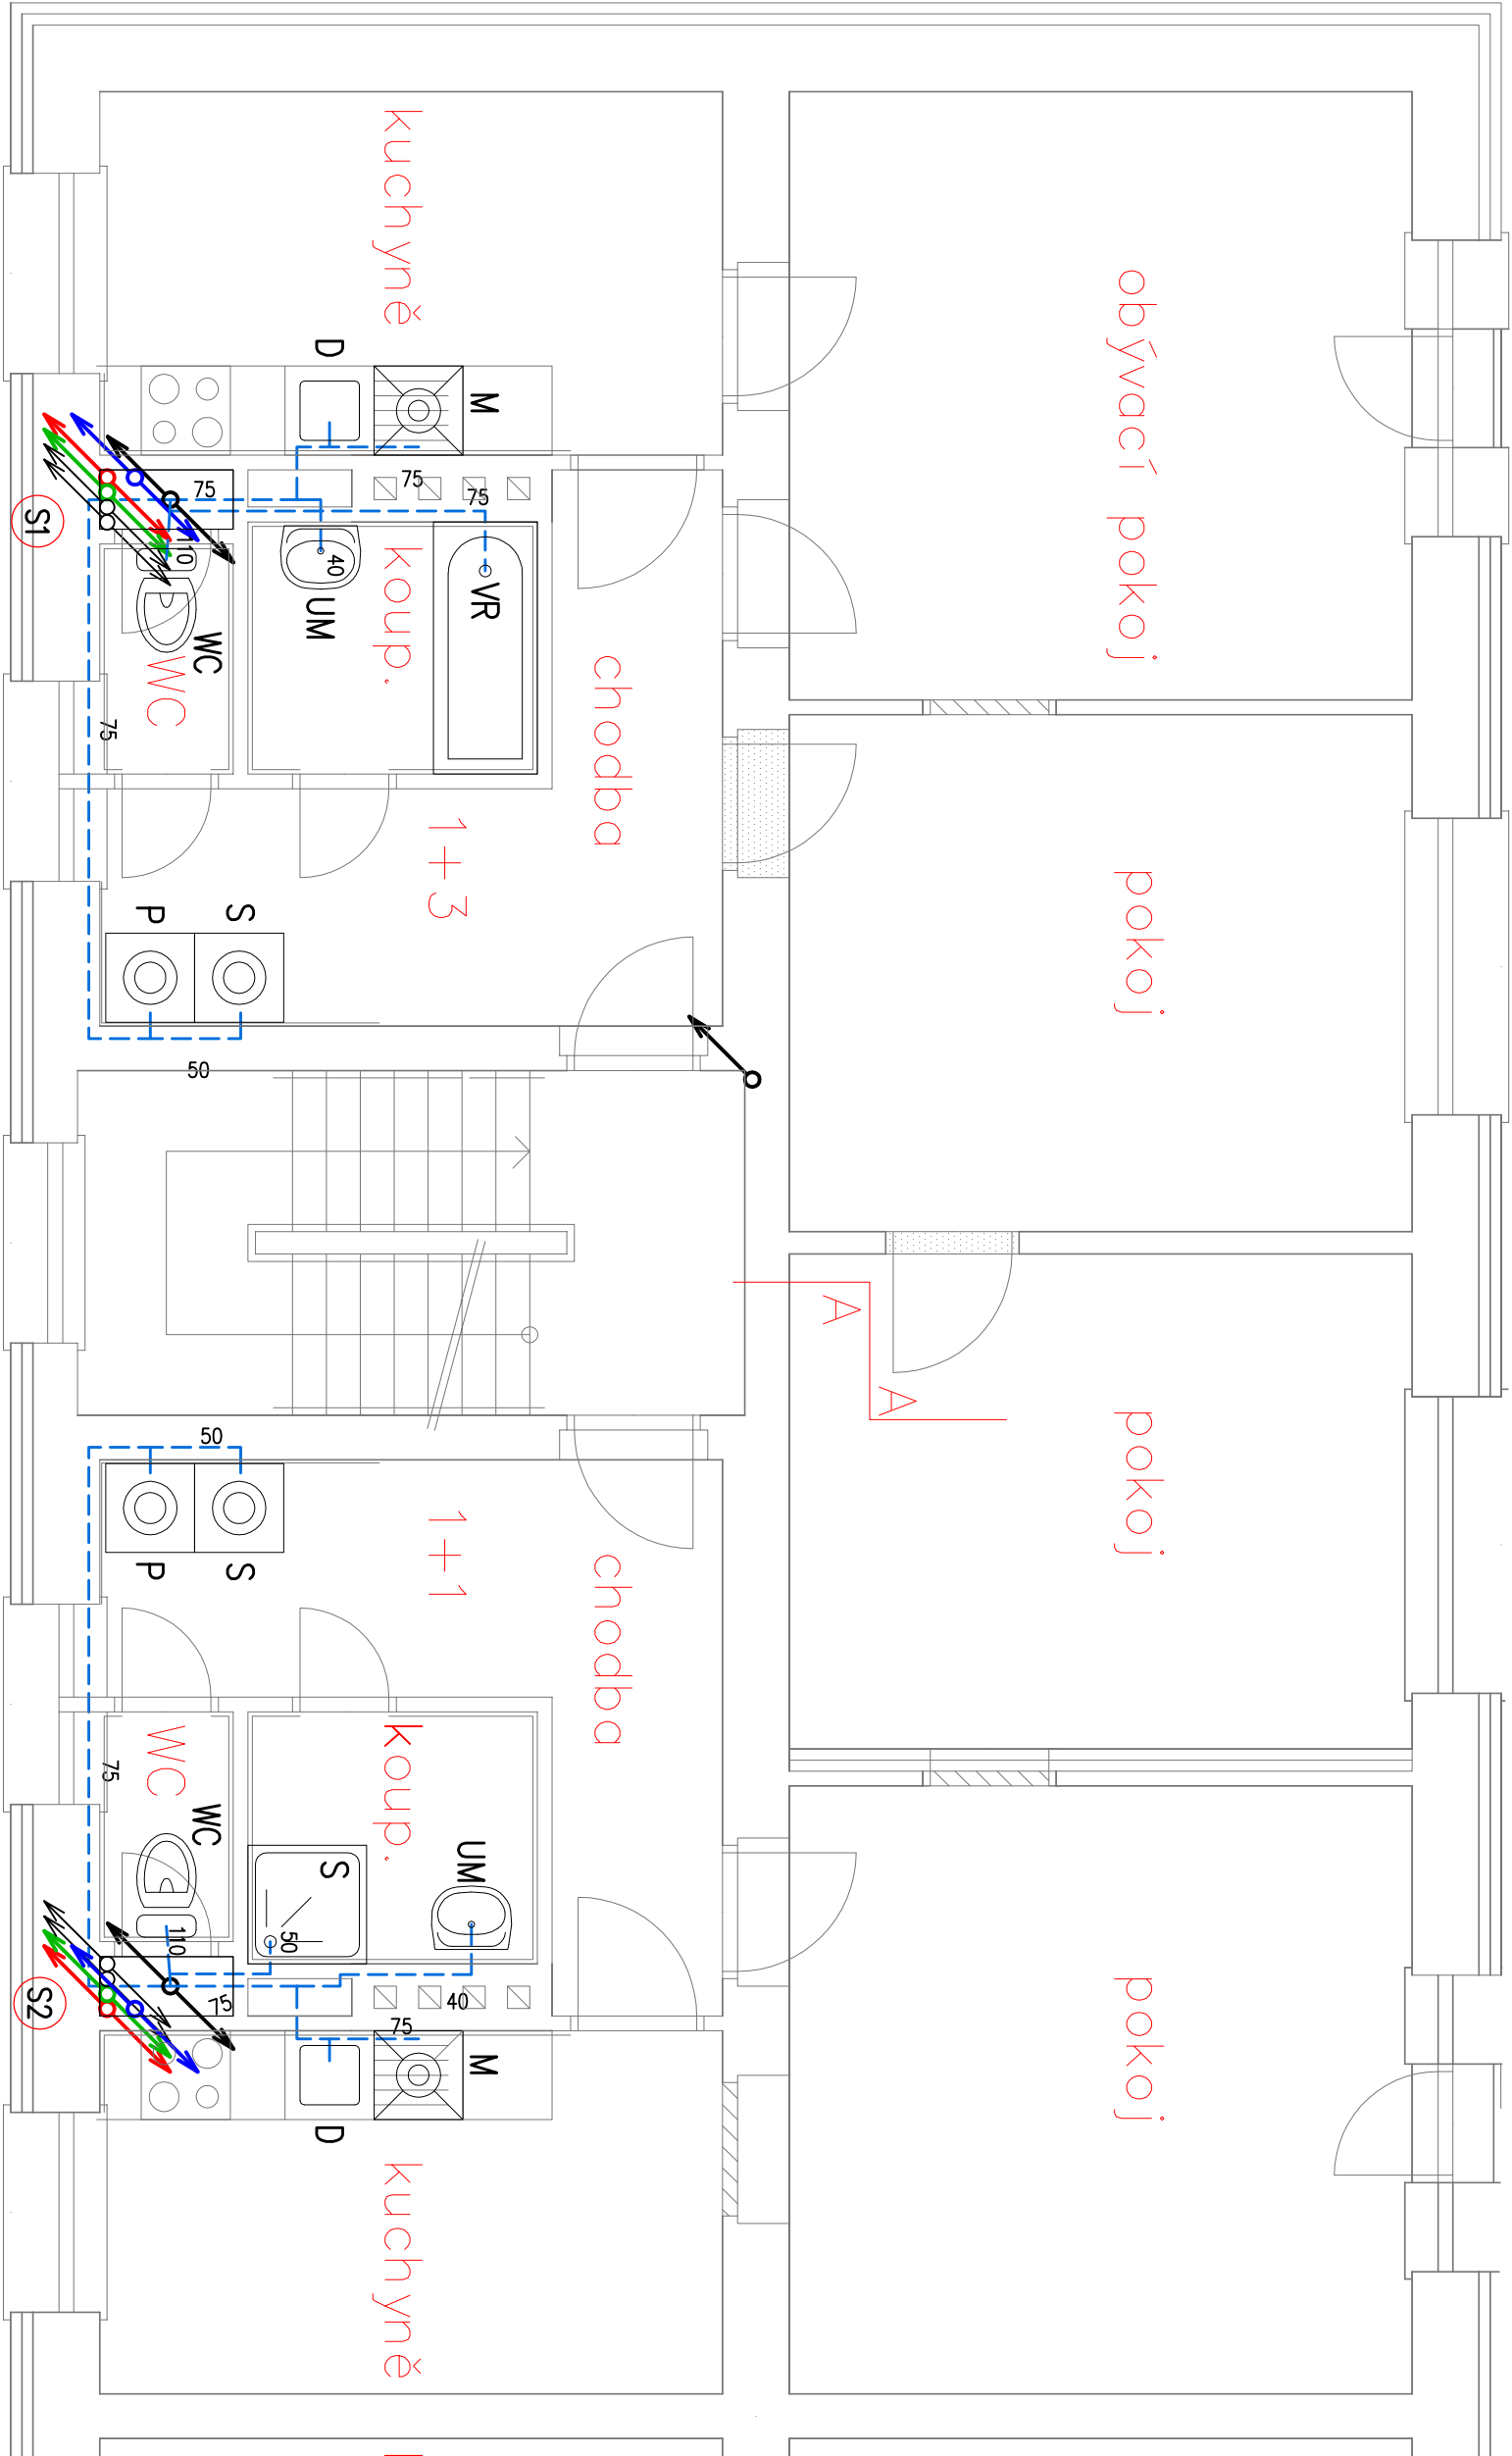 kuchyně
obývací pokoj
D
M
75
75
75
S1
110
40
koup.
UM
VR
WC
WC
chodba
75
1+3
pokoj
P
S
50
A
A
pokoj
50
P
S
1+1
chodba
WC
Koup.
75
WC
UM
S
110
50
S2
75
40
75
M
D
pokoj
kuchyně